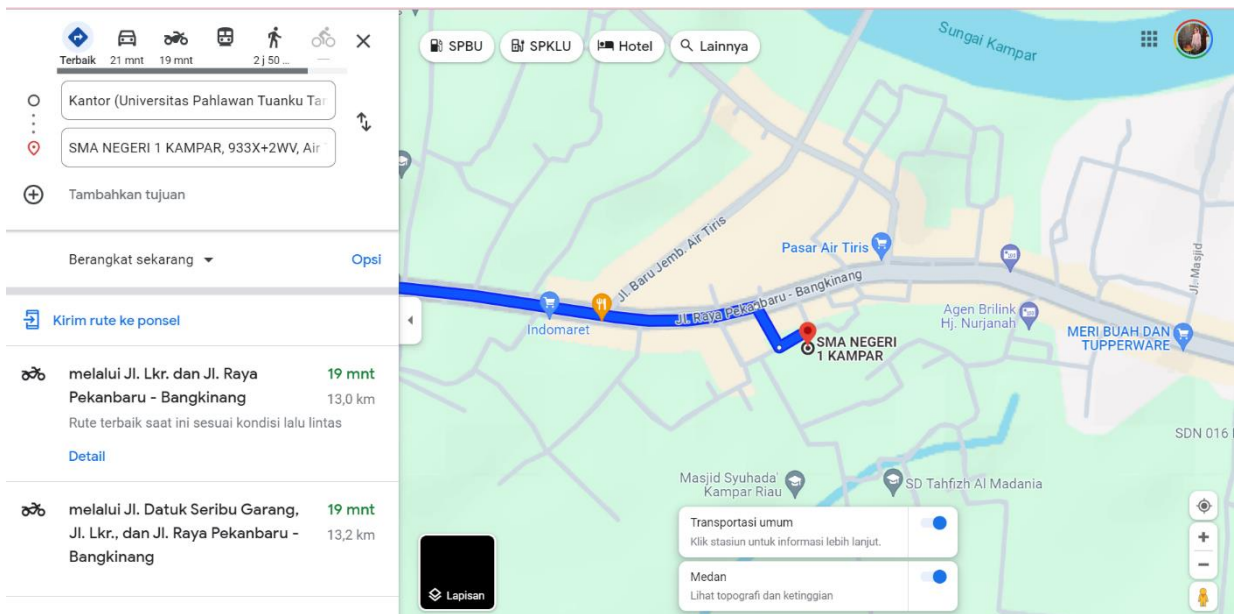 Terbaik
21 mnt
19 mnt
2 j 50 ...
—
Kantor (Universitas Pahlawan Tuanku Tar
SMA NEGERI 1 KAMPAR, 933X+2WV, Air
Tambahkan tujuan
Berangkat sekarang
Opsi
Kirim rute ke ponsel
melalui Jl. Lkr. dan Jl. Raya
Pekanbaru - Bangkinang
19 mnt
13,0 km
Rute terbaik saat ini sesuai kondisi lalu lintas
Detail
melalui Jl. Datuk Seribu Garang,
Jl. Lkr., dan Jl. Raya Pekanbaru -
Bangkinang
19 mnt
13,2 km
SPBU
SPKLU
Hotel
Lainnya
Sungai Kampar
Jl. Baru Jemb. Air Tiris
Pasar Air Tiris
Jl. Masjid
Jl. Raya Pekanbaru - Bangkinang
Indomaret
Agen Brilink
Hj. Nurjanah
MERI BUAH DAN
TUPPERWARE
SMA NEGERI
1 KAMPAR
SDN 016
Masjid Syuhada'
Kampar Riau
SD Tahfizh Al Madania
Transportasi umum
Klik stasiun untuk informasi lebih lanjut.
Medan
Lihat topografi dan ketinggian
Lapisan